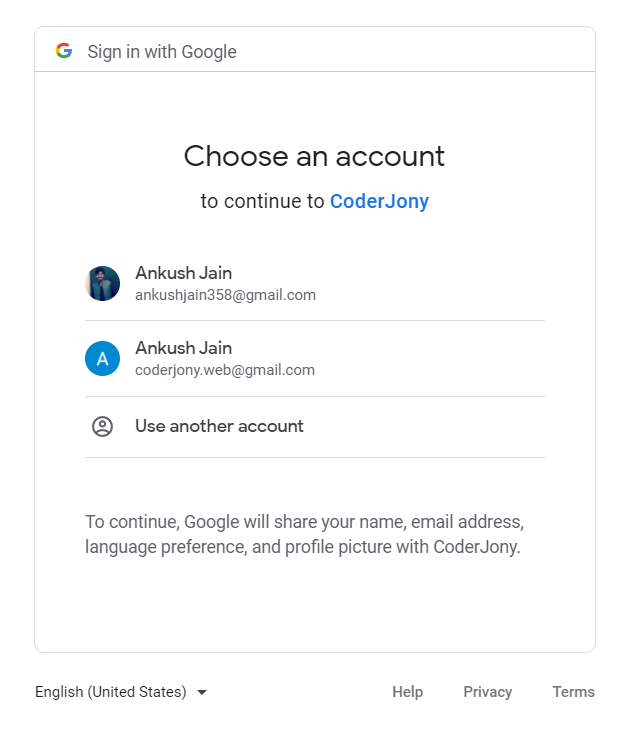 Sign in with Google
Choose an account
to continue to CoderJony
Ankush Jain
ankushjain358@gmail.com
A
Ankush Jain
coderjony.web@gmail.com
Use another account
To continue, Google will share your name, email address,
language preference, and profile picture with CoderJony.
English (United States)
Help Privacy Terms